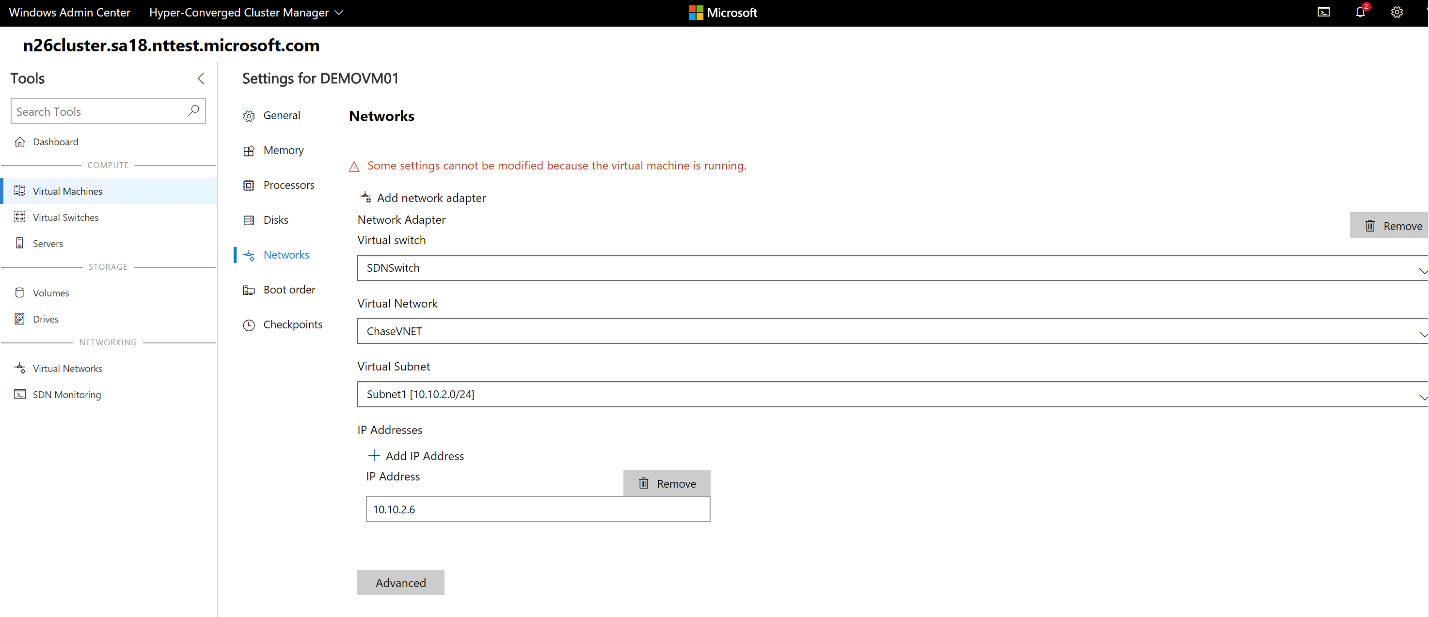 Windows Admin Center Hyper-Converged Cluster Manager Microsoft 2
n26cluster.sa18.nttest.microsoft.com
Tools
Search Tools
Dashboard
COMPUTE
Virtual Machines
Virtual Switches
Servers
STORAGE
Volumes
Drives
NETWORKING
Virtual Networks
SDN Monitoring
Settings for DEMOVM01
General
Memory
Processors
Disks
Networks
Boot order
Checkpoints
Networks
Some settings cannot be modified because the virtual machine is running.
Add network adapter
Network Adapter
Remove
Virtual switch
SDNSwitch
Virtual Network
ChaseVNET
Virtual Subnet
Subnet1 [10.10.2.0/24]
IP Addresses
Add IP Address
IP Address
Remove
10.10.2.6
Advanced